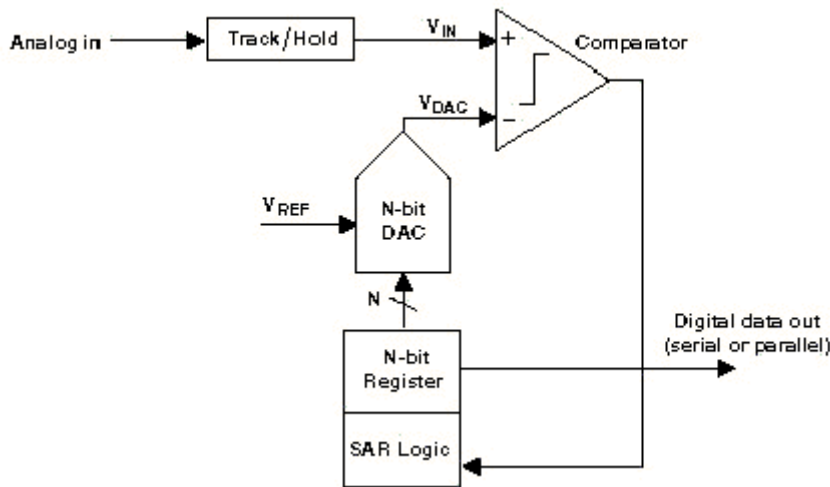 Analog in
Track/Hold
VIN
+
Comparator
VDAC
−
VREF
N-bit
DAC
N
N-bit
Register
SAR Logic
Digital data out
(serial or parallel)